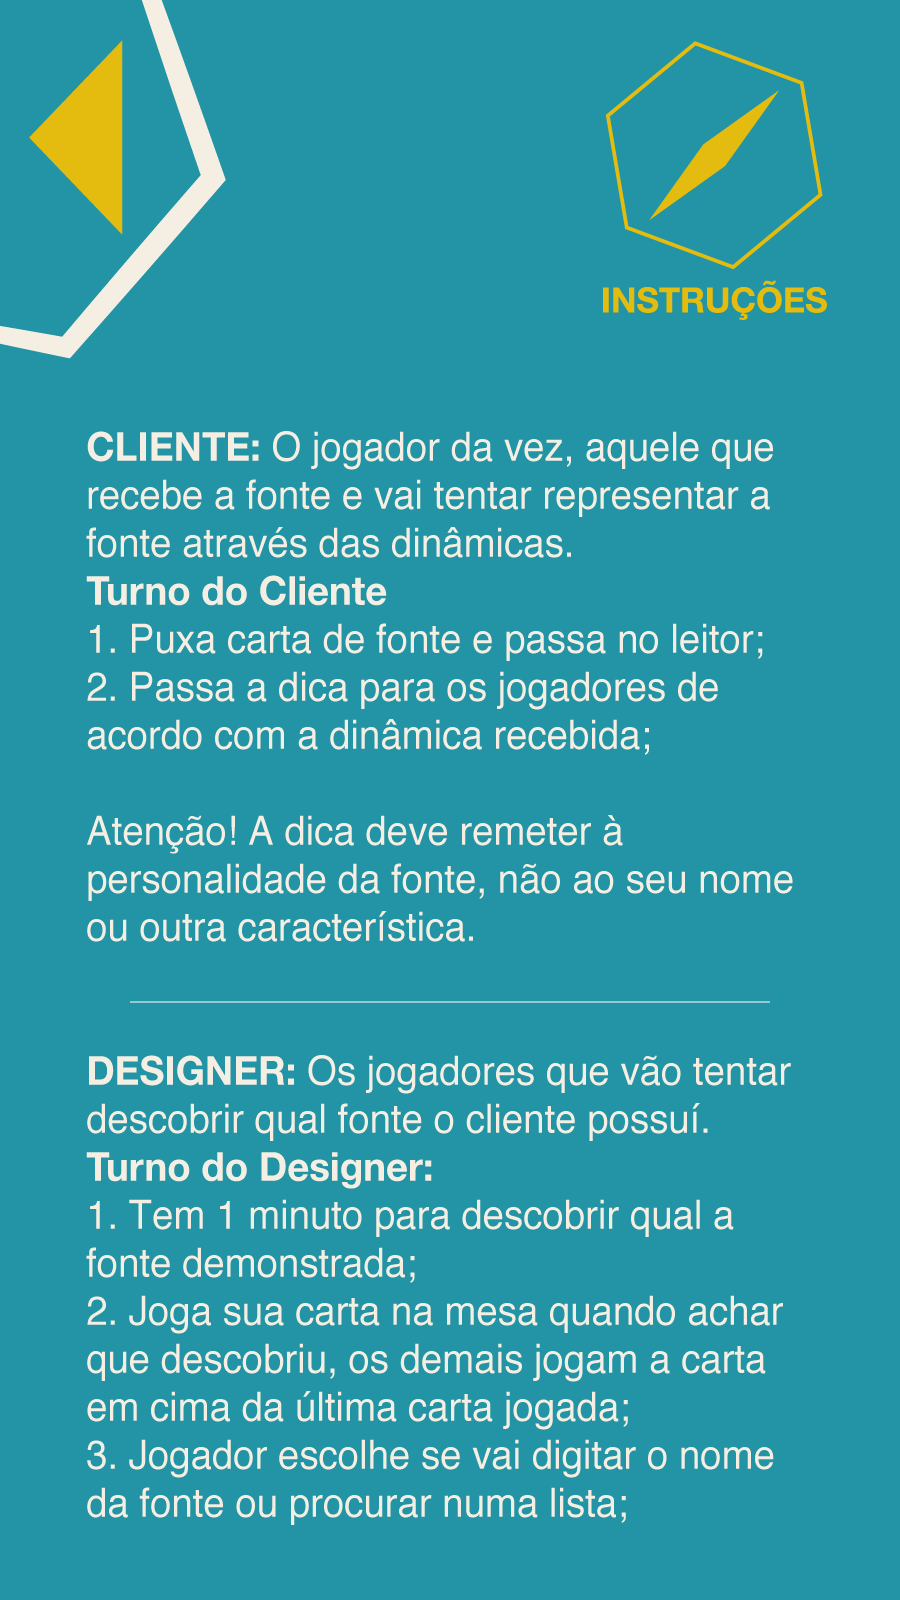 INSTRUÇÕES
CLIENTE: O jogador da vez, aquele que
recebe a fonte e vai tentar representar a
fonte através das dinâmicas.
Turno do Cliente
1. Puxa carta de fonte e passa no leitor;
2. Passa a dica para os jogadores de
acordo com a dinâmica recebida;
Atenção! A dica deve remeter à
personalidade da fonte, não ao seu nome
ou outra característica.
DESIGNER: Os jogadores que vão tentar
descobrir qual fonte o cliente possuí.
Turno do Designer:
1. Tem 1 minuto para descobrir qual a
fonte demonstrada;
2. Joga sua carta na mesa quando achar
que descobriu, os demais jogam a carta
em cima da última carta jogada;
3. Jogador escolhe se vai digitar o nome
da fonte ou procurar numa lista;